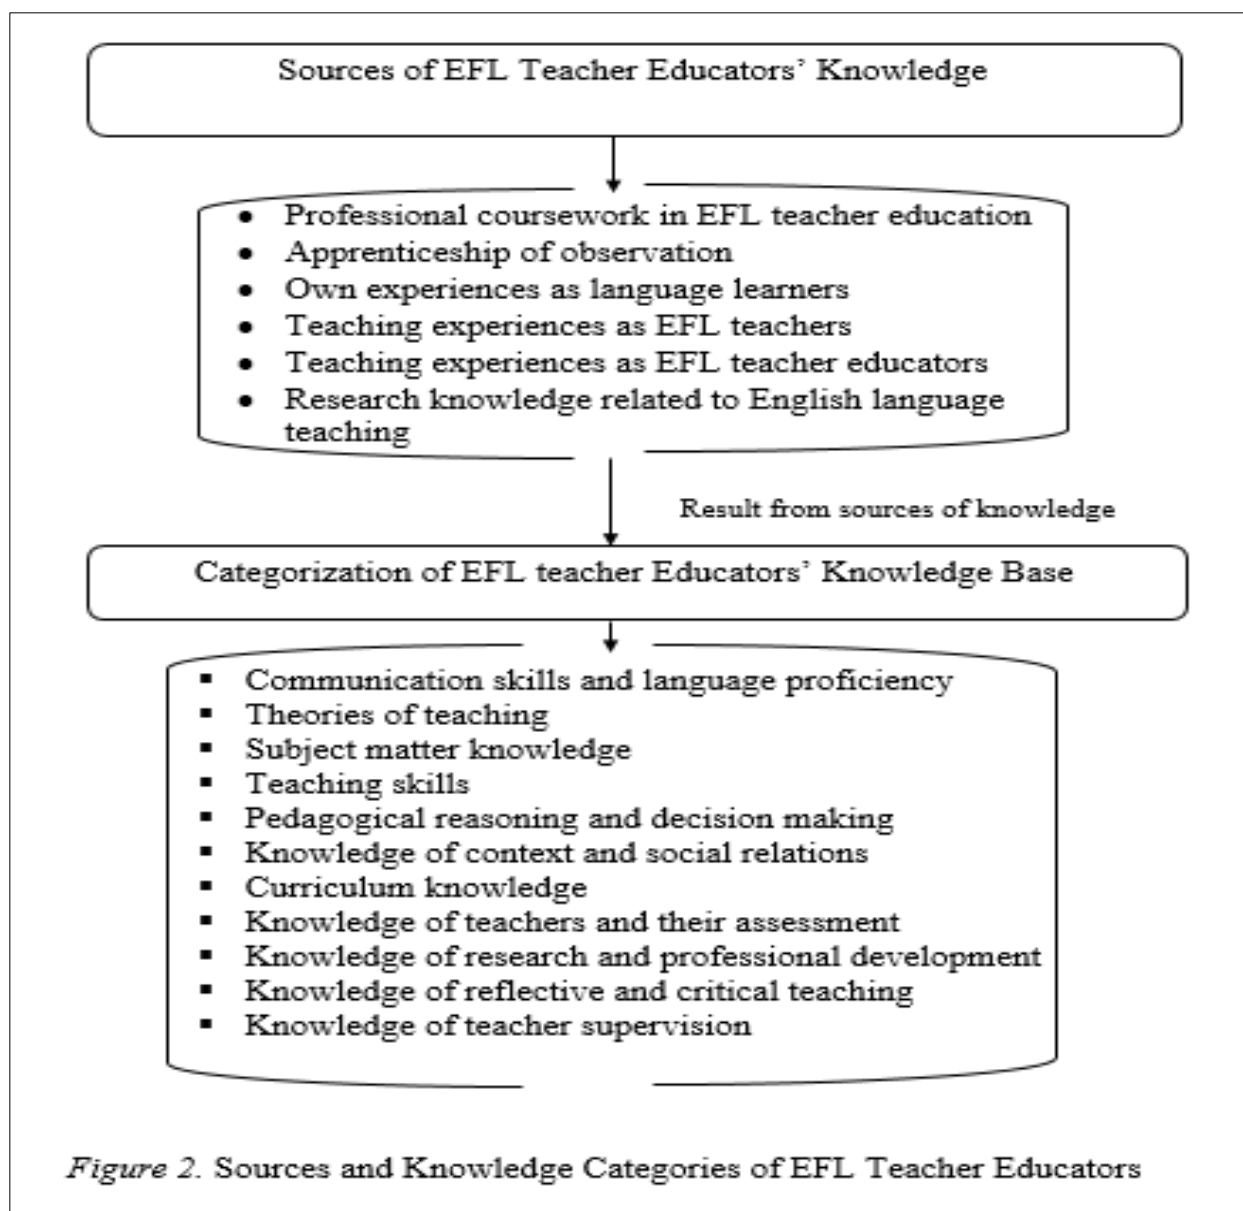 Sources of EFL Teacher Educators’ Knowledge
● Professional coursework in EFL teacher education
● Apprenticeship of observation
● Own experiences as language learners
● Teaching experiences as EFL teachers
● Teaching experiences as EFL teacher educators
● Research knowledge related to English language
teaching
Result from sources of knowledge
Categorization of EFL teacher Educators’ Knowledge Base
▪ Communication skills and language proficiency
▪ Theories of teaching
▪ Subject matter knowledge
▪ Teaching skills
▪ Pedagogical reasoning and decision making
▪ Knowledge of context and social relations
▪ Curriculum knowledge
▪ Knowledge of teachers and their assessment
▪ Knowledge of research and professional development
▪ Knowledge of reflective and critical teaching
▪ Knowledge of teacher supervision
Figure 2. Sources and Knowledge Categories of EFL Teacher Educators